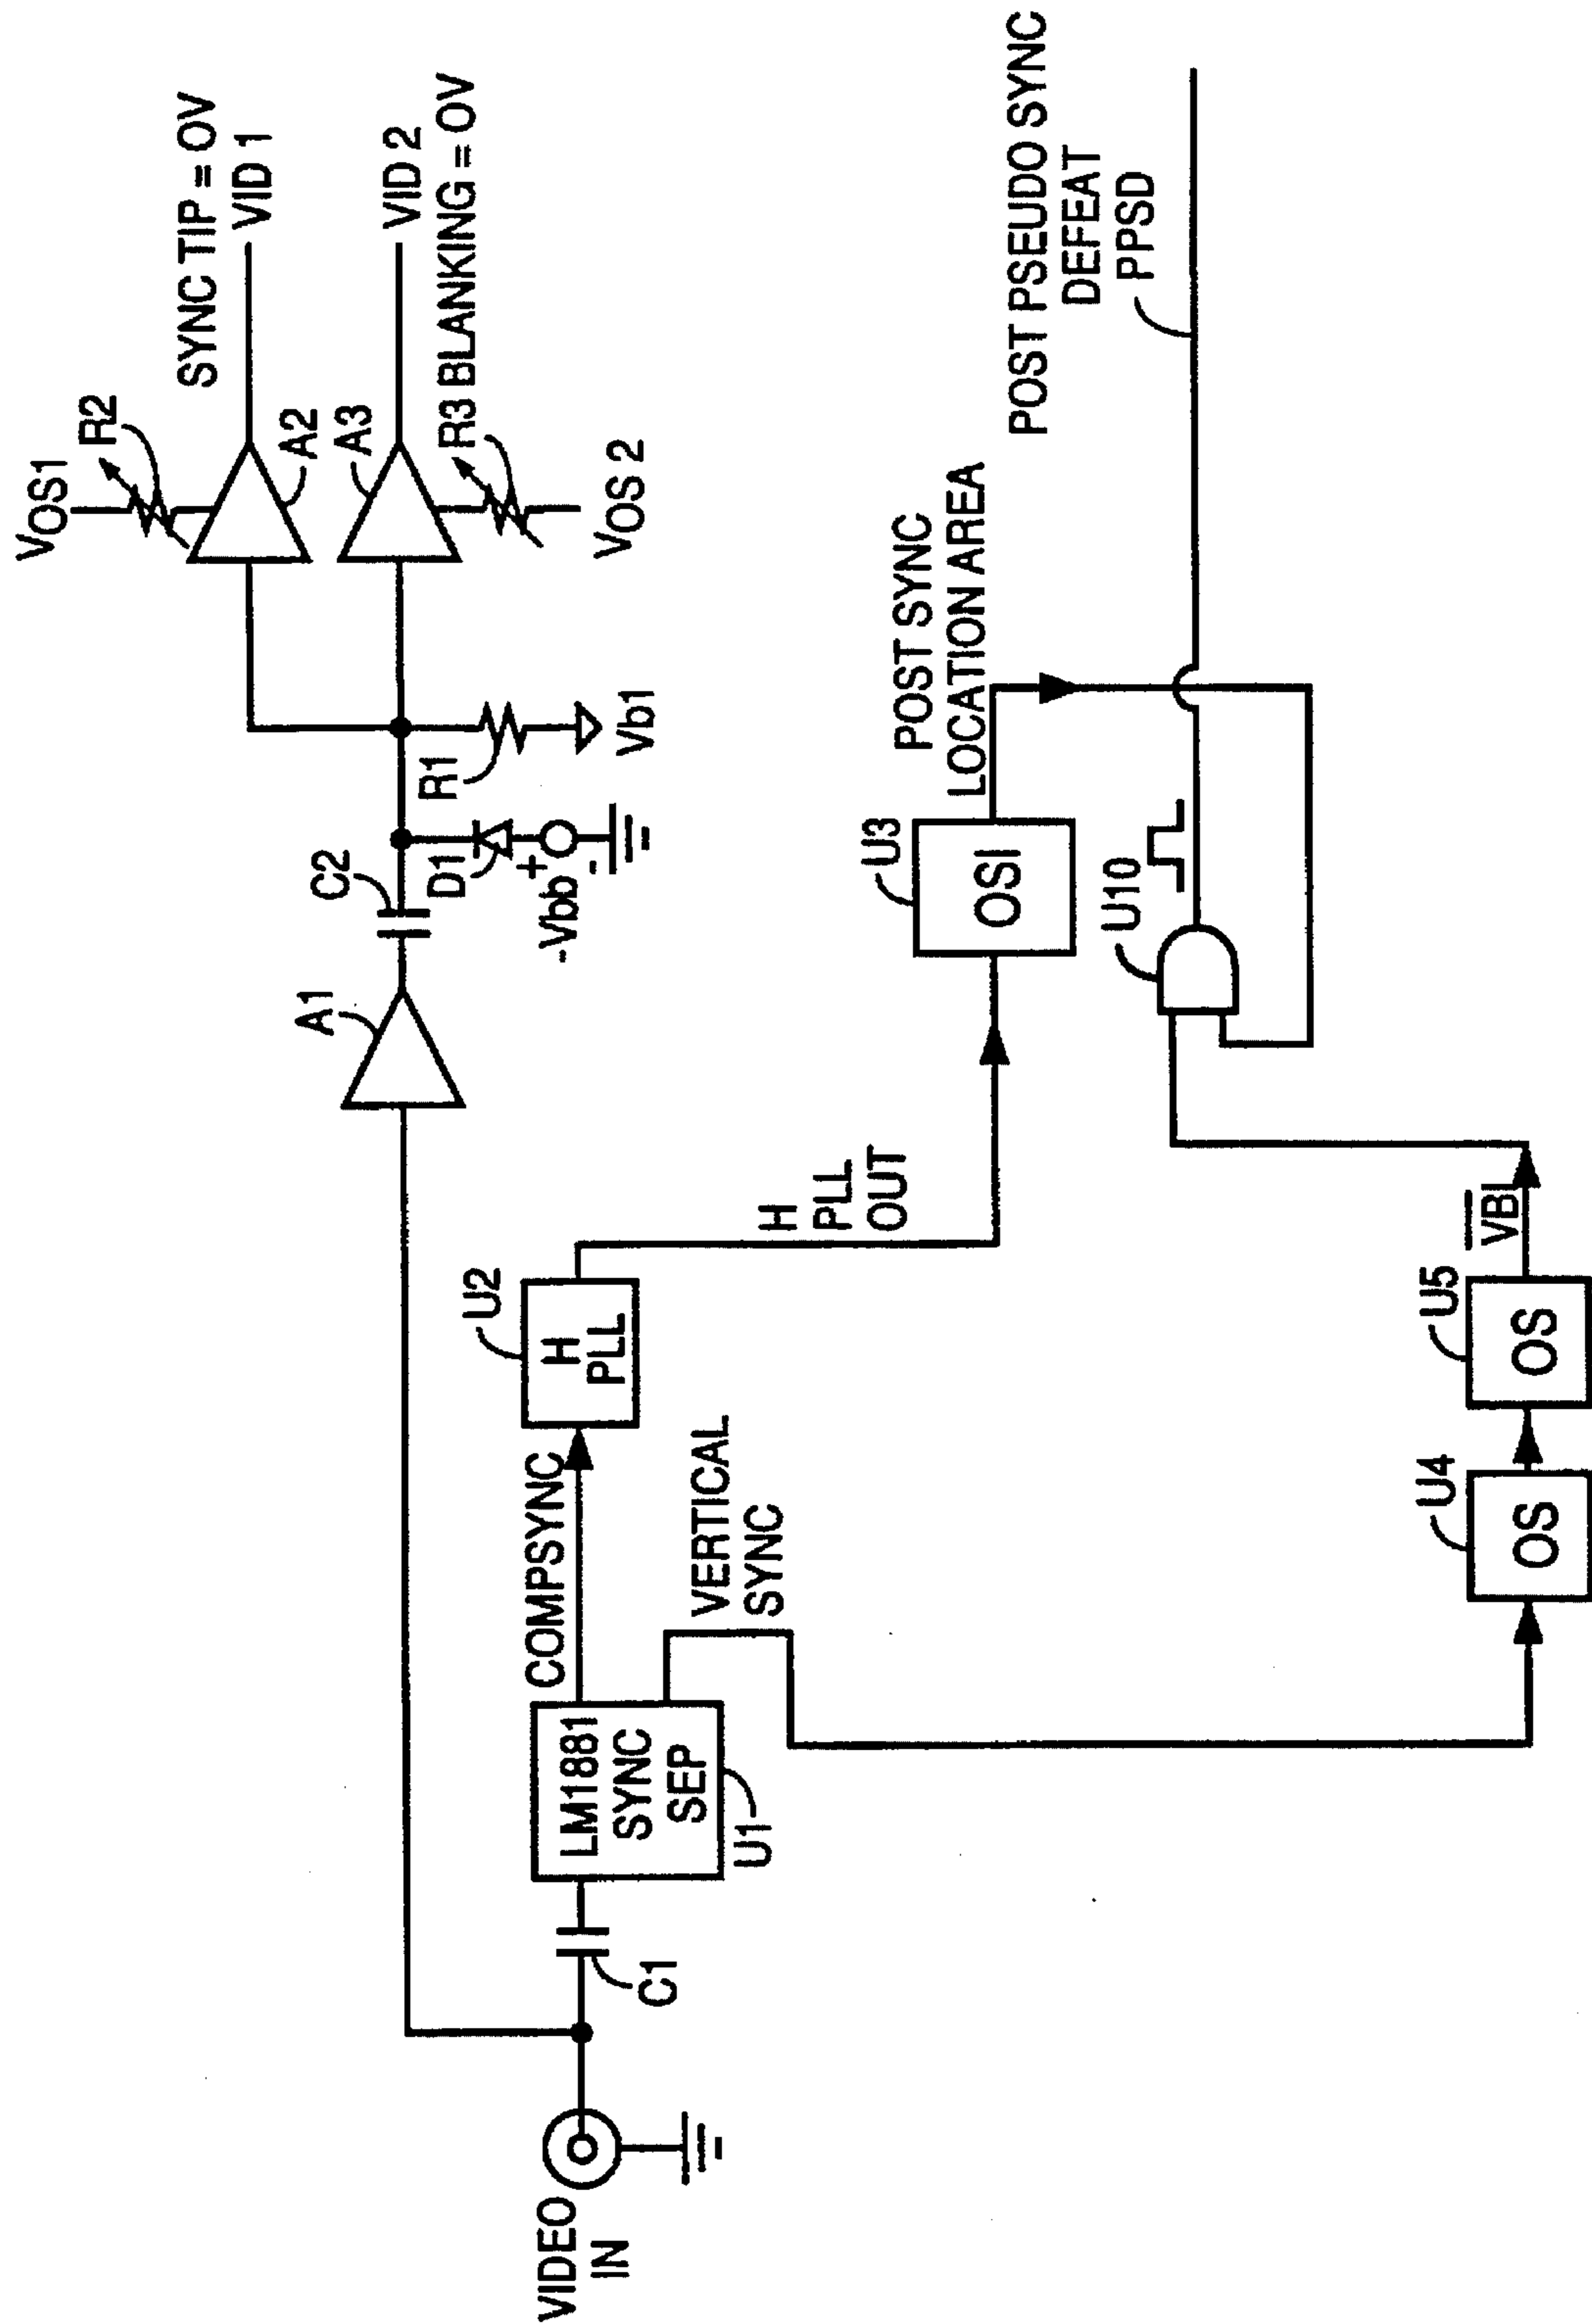 VIDEO
IN
C1
LM1881
SYNC
SEP
U1
COMPSYNC
VERTICAL
SYNC
U2
H
PLL
H
PLL
OUT
A1
C2
D1
+
-
-Vbb
R1
Vb1
VOS1
R2
A2
SYNC TIP = OV
VID 1
A3
VID 2
R3 BLANKING = OV
VOS 2
U3
OSI
POST SYNC
LOCATION AREA
U4
OS
U5
OS
VBI
U10
POST PSEUDO SYNC
DEFEAT
PPSD